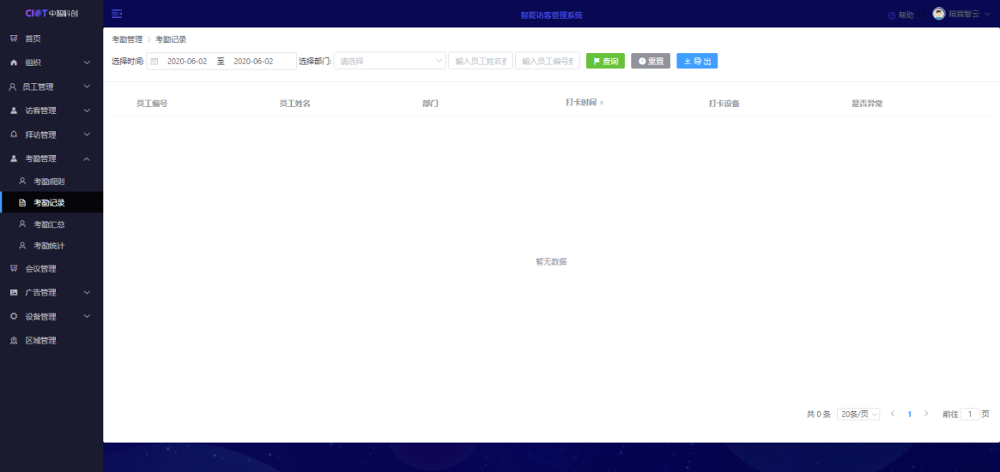 CIOT中智科创
智能访客管理系统
帮助
精灵智云
首页
组织
员工管理
访客管理
拜访管理
考勤管理
考勤规则
考勤记录
考勤汇总
考勤统计
会议管理
广告管理
设备管理
区域管理
考勤管理 > 考勤记录
选择时间: 2020-06-02 至 2020-06-02 选择部门: 请选择 输入员工姓名查 输入员工编号查 查询 重置 导出
员工编号 员工姓名 部门 打卡时间 打卡设备 是否异常
暂无数据
共 0 条 20条/页 < 1 > 前往 1 页